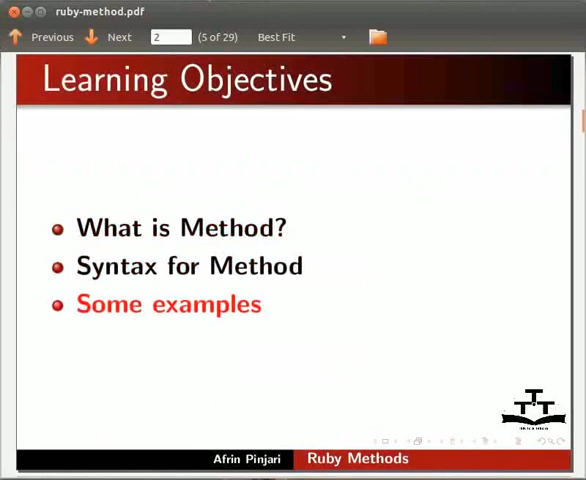 ruby-method.pdf
Previous Next 2 (5 of 29) Best Fit
Learning Objectives
What is Method?
Syntax for Method
Some examples
TTT
Afrin Pinjari Ruby Methods